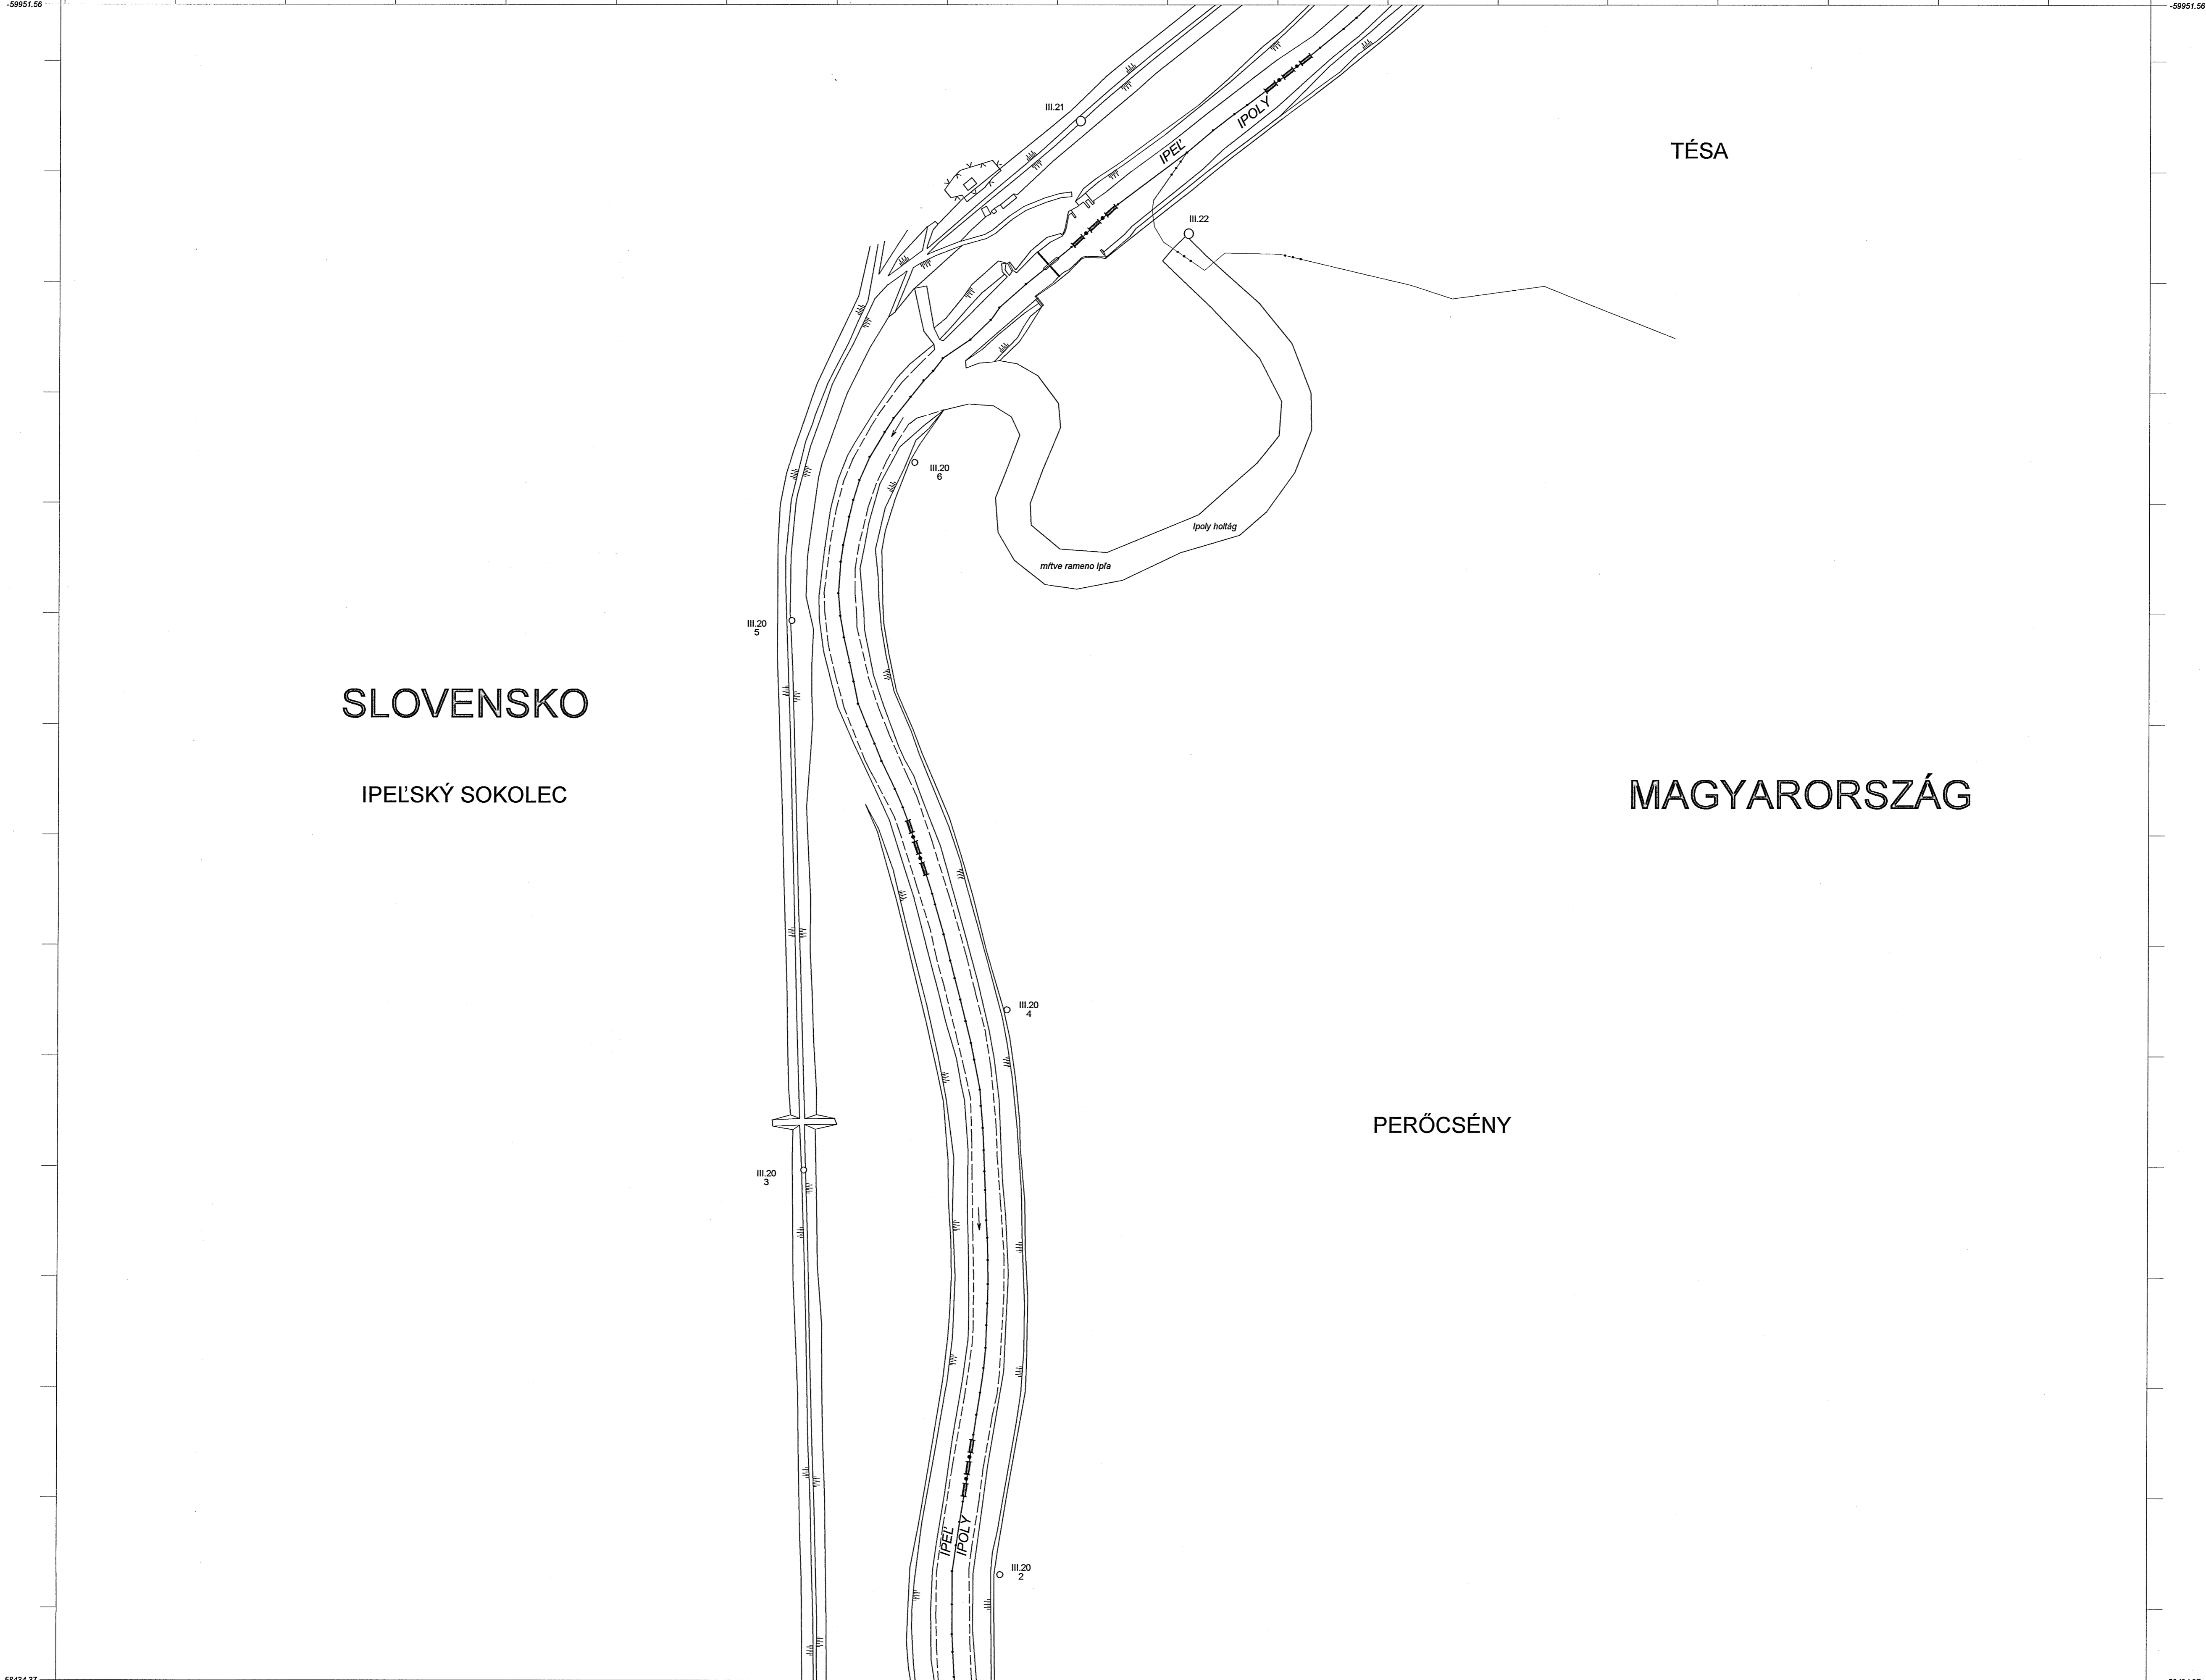 -59951.56
-59951.56
III.21
IPEĽ
IPOLY
TÉSA
III.22
III.20
6
Ipoly holtág
mŕtve rameno Ipľa
III.20
5
SLOVENSKO
IPEĽSKÝ SOKOLEC
MAGYARORSZÁG
III.20
4
PERŐCSÉNY
III.20
3
IPEĽ
IPOLY
III.20
2